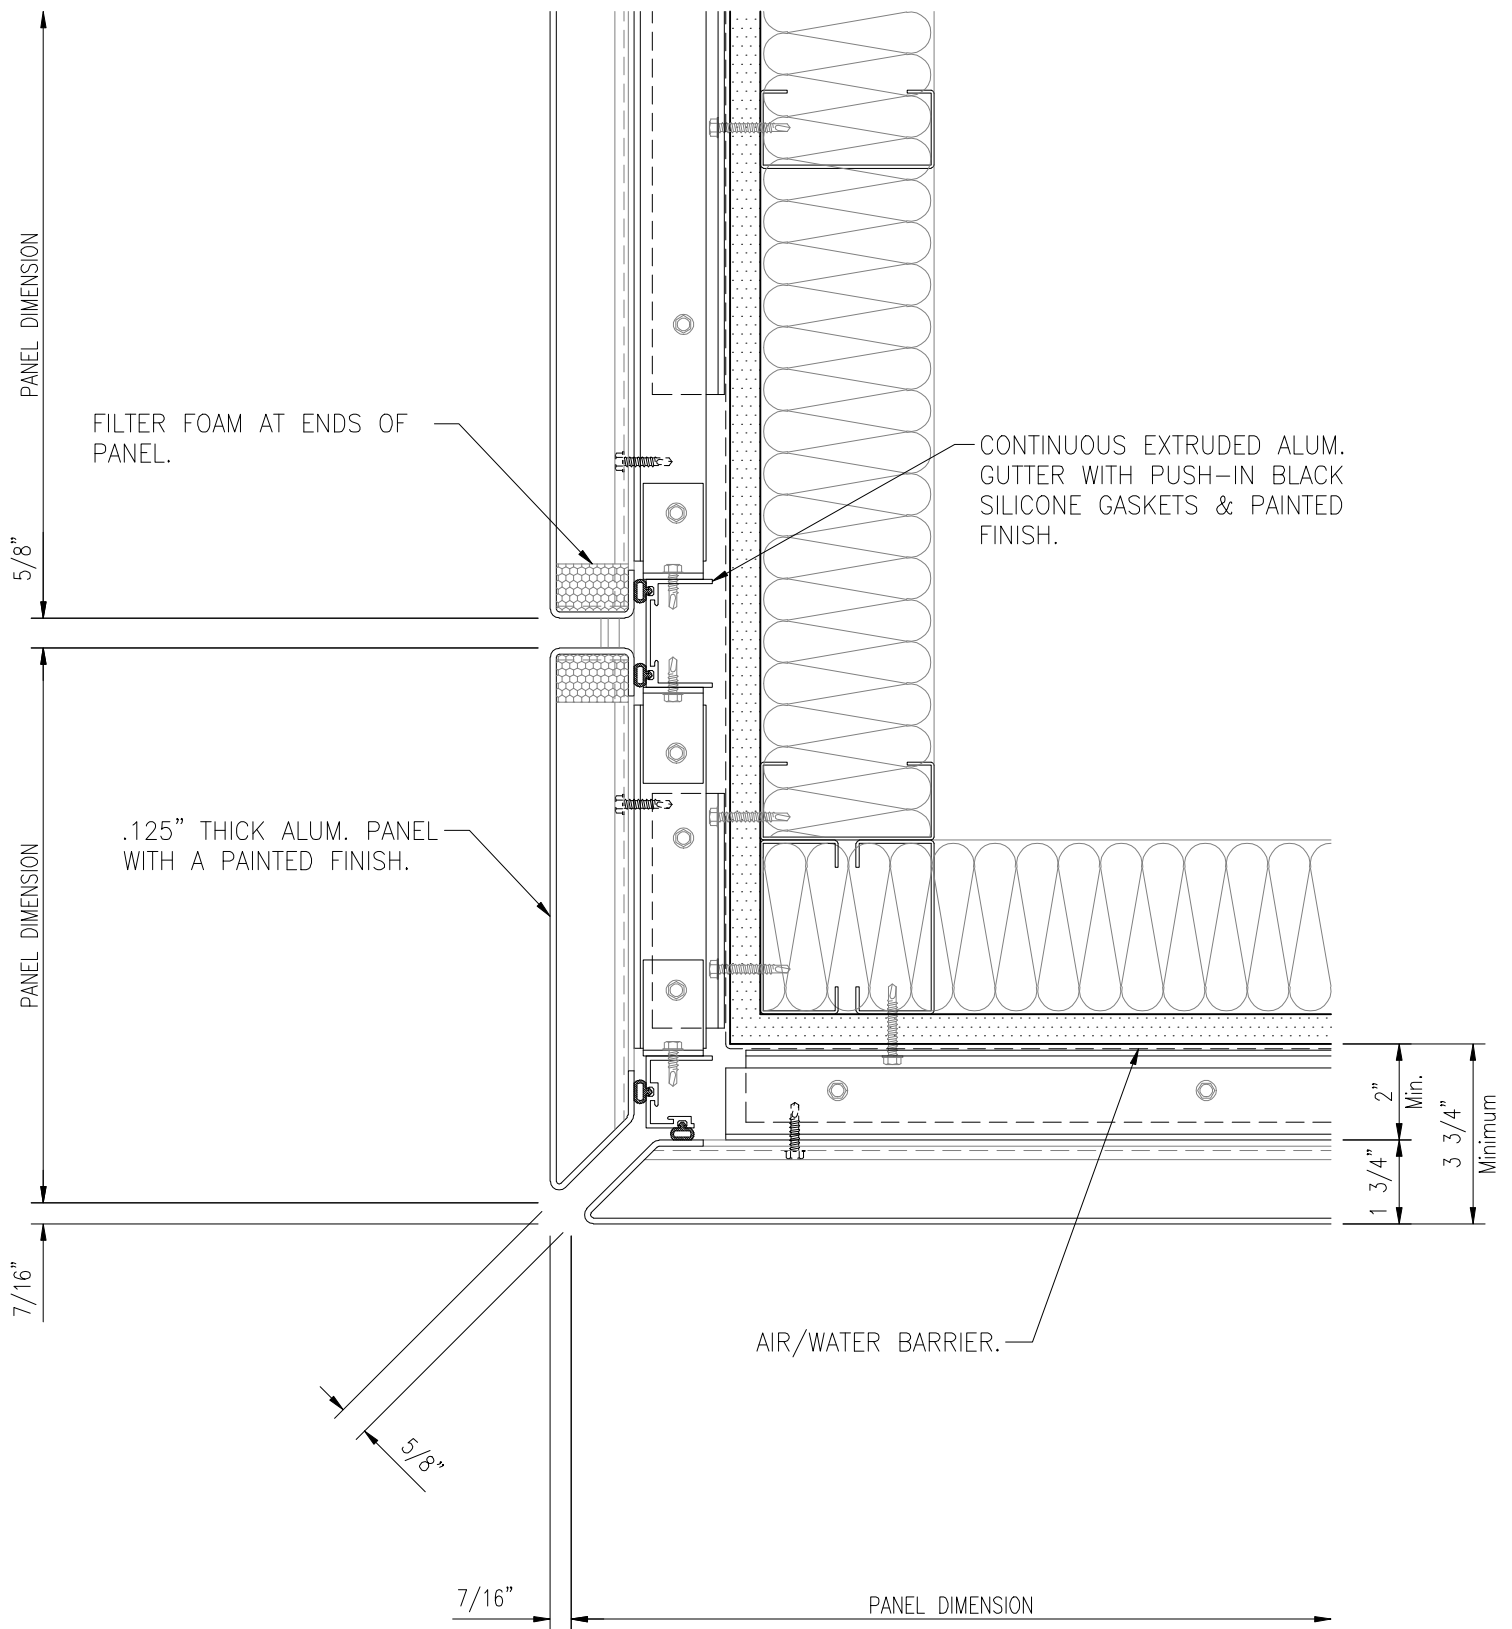 PANEL DIMENSION
FILTER FOAM AT ENDS OF
PANEL.
CONTINUOUS EXTRUDED ALUM.
GUTTER WITH PUSH-IN BLACK
SILICONE GASKETS & PAINTED
FINISH.
5/8"
.125" THICK ALUM. PANEL
WITH A PAINTED FINISH.
PANEL DIMENSION
2"
Min.
3 3/4"
Minimum
1 3/4"
7/16"
AIR/WATER BARRIER.
5/8"
7/16"
PANEL DIMENSION